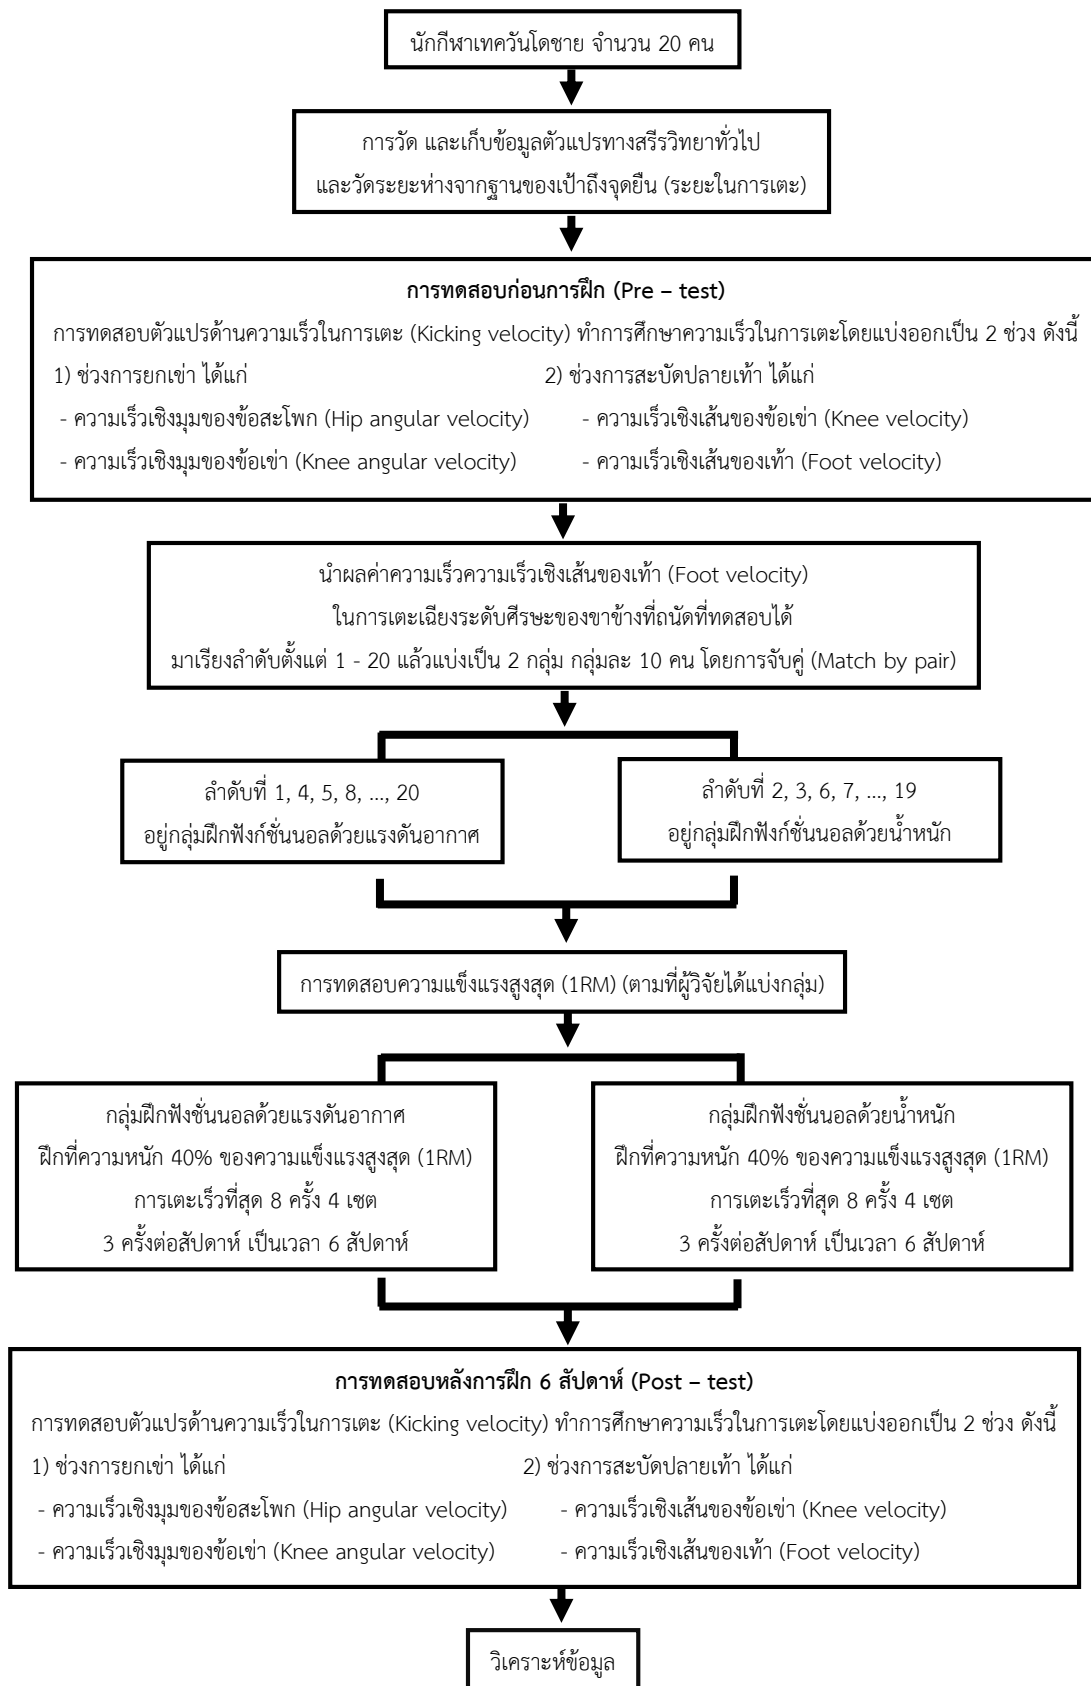 นักกีฬาเทควันโดชาย จำนวน 20 คน
การวัด และเก็บข้อมูลตัวแปรทางสรีรวิทยาทั่วไป
และวัดระยะห่างจากฐานของเป้าถึงจุดยืน (ระยะในการเตะ)
การทดสอบก่อนการฝึก (Pre – test)
การทดสอบตัวแปรด้านความเร็วในการเตะ (Kicking velocity) ทำการศึกษาความเร็วในการเตะโดยแบ่งออกเป็น 2 ช่วง ดังนี้
1) ช่วงการยกเข่า ได้แก่ 2) ช่วงการสะบัดปลายเท้า ได้แก่
- ความเร็วเชิงมุมของข้อสะโพก (Hip angular velocity) - ความเร็วเชิงเส้นของข้อเข่า (Knee velocity)
- ความเร็วเชิงมุมของข้อเข่า (Knee angular velocity) - ความเร็วเชิงเส้นของเท้า (Foot velocity)
นำผลค่าความเร็วความเร็วเชิงเส้นของเท้า (Foot velocity)
ในการเตะเฉียงระดับศีรษะของขาข้างที่ถนัดที่ทดสอบได้
มาเรียงลำดับตั้งแต่ 1 - 20 แล้วแบ่งเป็น 2 กลุ่ม กลุ่มละ 10 คน โดยการจับคู่ (Match by pair)
ลำดับที่ 1, 4, 5, 8, ..., 20
อยู่กลุ่มฝึกฟังก์ชั่นนอลด้วยแรงดันอากาศ
ลำดับที่ 2, 3, 6, 7, ..., 19
อยู่กลุ่มฝึกฟังก์ชั่นนอลด้วยน้ำหนัก
การทดสอบความแข็งแรงสูงสุด (1RM) (ตามที่ผู้วิจัยได้แบ่งกลุ่ม)
กลุ่มฝึกฟังชั่นนอลด้วยแรงดันอากาศ
ฝึกที่ความหนัก 40% ของความแข็งแรงสูงสุด (1RM)
การเตะเร็วที่สุด 8 ครั้ง 4 เซต
3 ครั้งต่อสัปดาห์ เป็นเวลา 6 สัปดาห์
กลุ่มฝึกฟังชั่นนอลด้วยน้ำหนัก
ฝึกที่ความหนัก 40% ของความแข็งแรงสูงสุด (1RM)
การเตะเร็วที่สุด 8 ครั้ง 4 เซต
3 ครั้งต่อสัปดาห์ เป็นเวลา 6 สัปดาห์
การทดสอบหลังการฝึก 6 สัปดาห์ (Post – test)
การทดสอบตัวแปรด้านความเร็วในการเตะ (Kicking velocity) ทำการศึกษาความเร็วในการเตะโดยแบ่งออกเป็น 2 ช่วง ดังนี้
1) ช่วงการยกเข่า ได้แก่ 2) ช่วงการสะบัดปลายเท้า ได้แก่
- ความเร็วเชิงมุมของข้อสะโพก (Hip angular velocity) - ความเร็วเชิงเส้นของข้อเข่า (Knee velocity)
- ความเร็วเชิงมุมของข้อเข่า (Knee angular velocity) - ความเร็วเชิงเส้นของเท้า (Foot velocity)
วิเคราะห์ข้อมูล